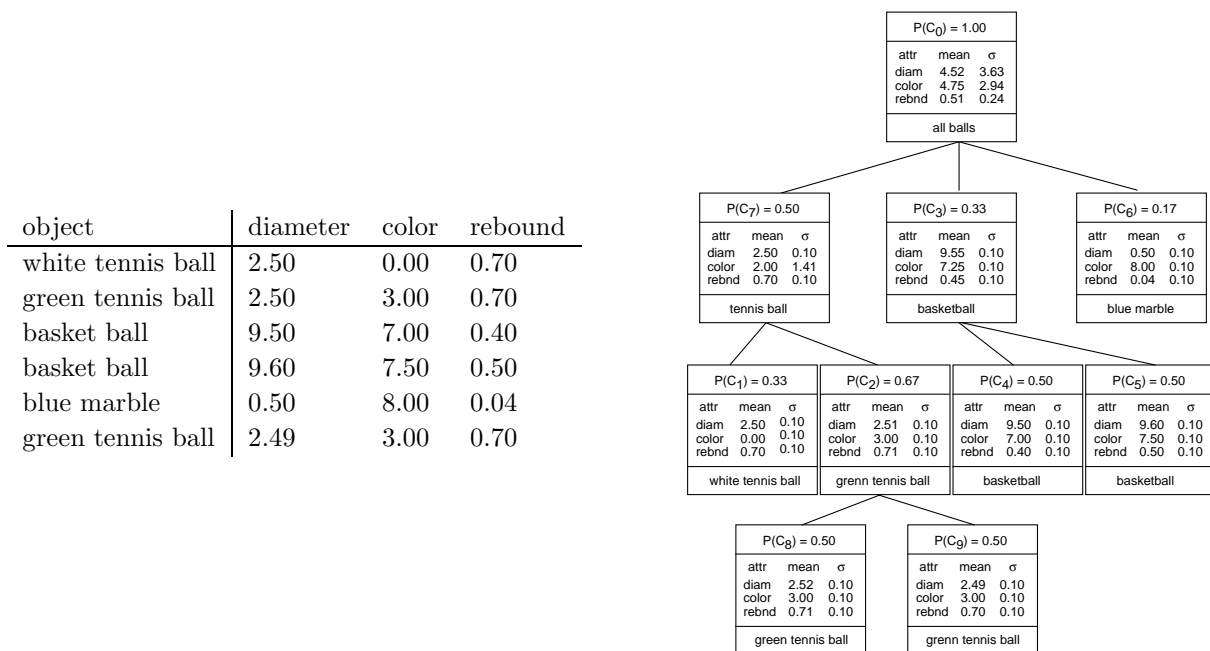 object diameter color rebound
white tennis ball 2.50 0.00 0.70
green tennis ball 2.50 3.00 0.70
basket ball 9.50 7.00 0.40
basket ball 9.60 7.50 0.50
blue marble 0.50 8.00 0.04
green tennis ball 2.49 3.00 0.70
P(C0) = 1.00
attr mean σ
diam 4.52 3.63
color 4.75 2.94
rebnd 0.51 0.24
all balls
P(C7) = 0.50
attr mean σ
diam 2.50 0.10
color 2.00 1.41
rebnd 0.70 0.10
tennis ball
P(C3) = 0.33
attr mean σ
diam 9.55 0.10
color 7.25 0.10
rebnd 0.45 0.10
basketball
P(C6) = 0.17
attr mean σ
diam 0.50 0.10
color 8.00 0.10
rebnd 0.04 0.10
blue marble
P(C1) = 0.33
attr mean σ
diam 2.50 0.10
color 0.00 0.10
rebnd 0.70 0.10
white tennis ball
P(C2) = 0.67
attr mean σ
diam 2.51 0.10
color 3.00 0.10
rebnd 0.71 0.10
grenn tennis ball
P(C4) = 0.50
attr mean σ
diam 9.50 0.10
color 7.00 0.10
rebnd 0.40 0.10
basketball
P(C5) = 0.50
attr mean σ
diam 9.60 0.10
color 7.50 0.10
rebnd 0.50 0.10
basketball
P(C8) = 0.50
attr mean σ
diam 2.52 0.10
color 3.00 0.10
rebnd 0.71 0.10
green tennis ball
P(C9) = 0.50
attr mean σ
diam 2.49 0.10
color 3.00 0.10
rebnd 0.70 0.10
grenn tennis ball